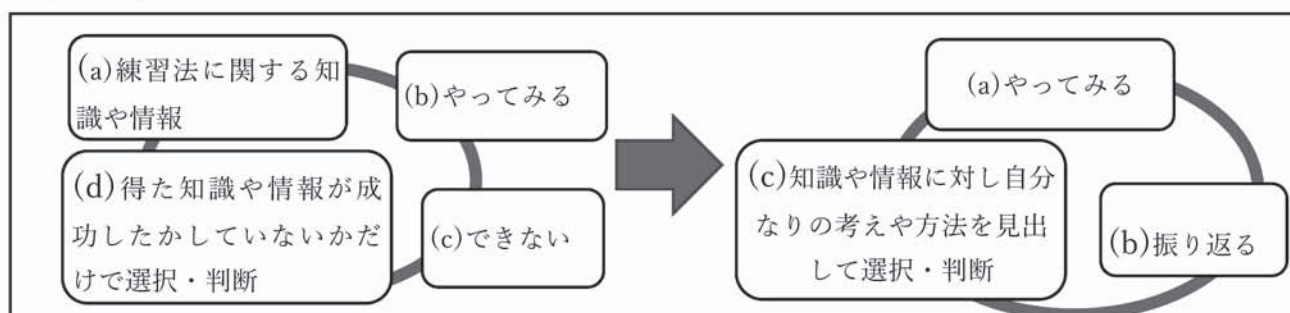 (a)練習法に関する知
識や情報
(b)やってみる
(c)できない
(d)得た知識や情報が成
功したかしていないかだ
けで選択・判断
(a)やってみる
(b)振り返る
(c)知識や情報に対し自分
なりの考えや方法を見出
して選択・判断